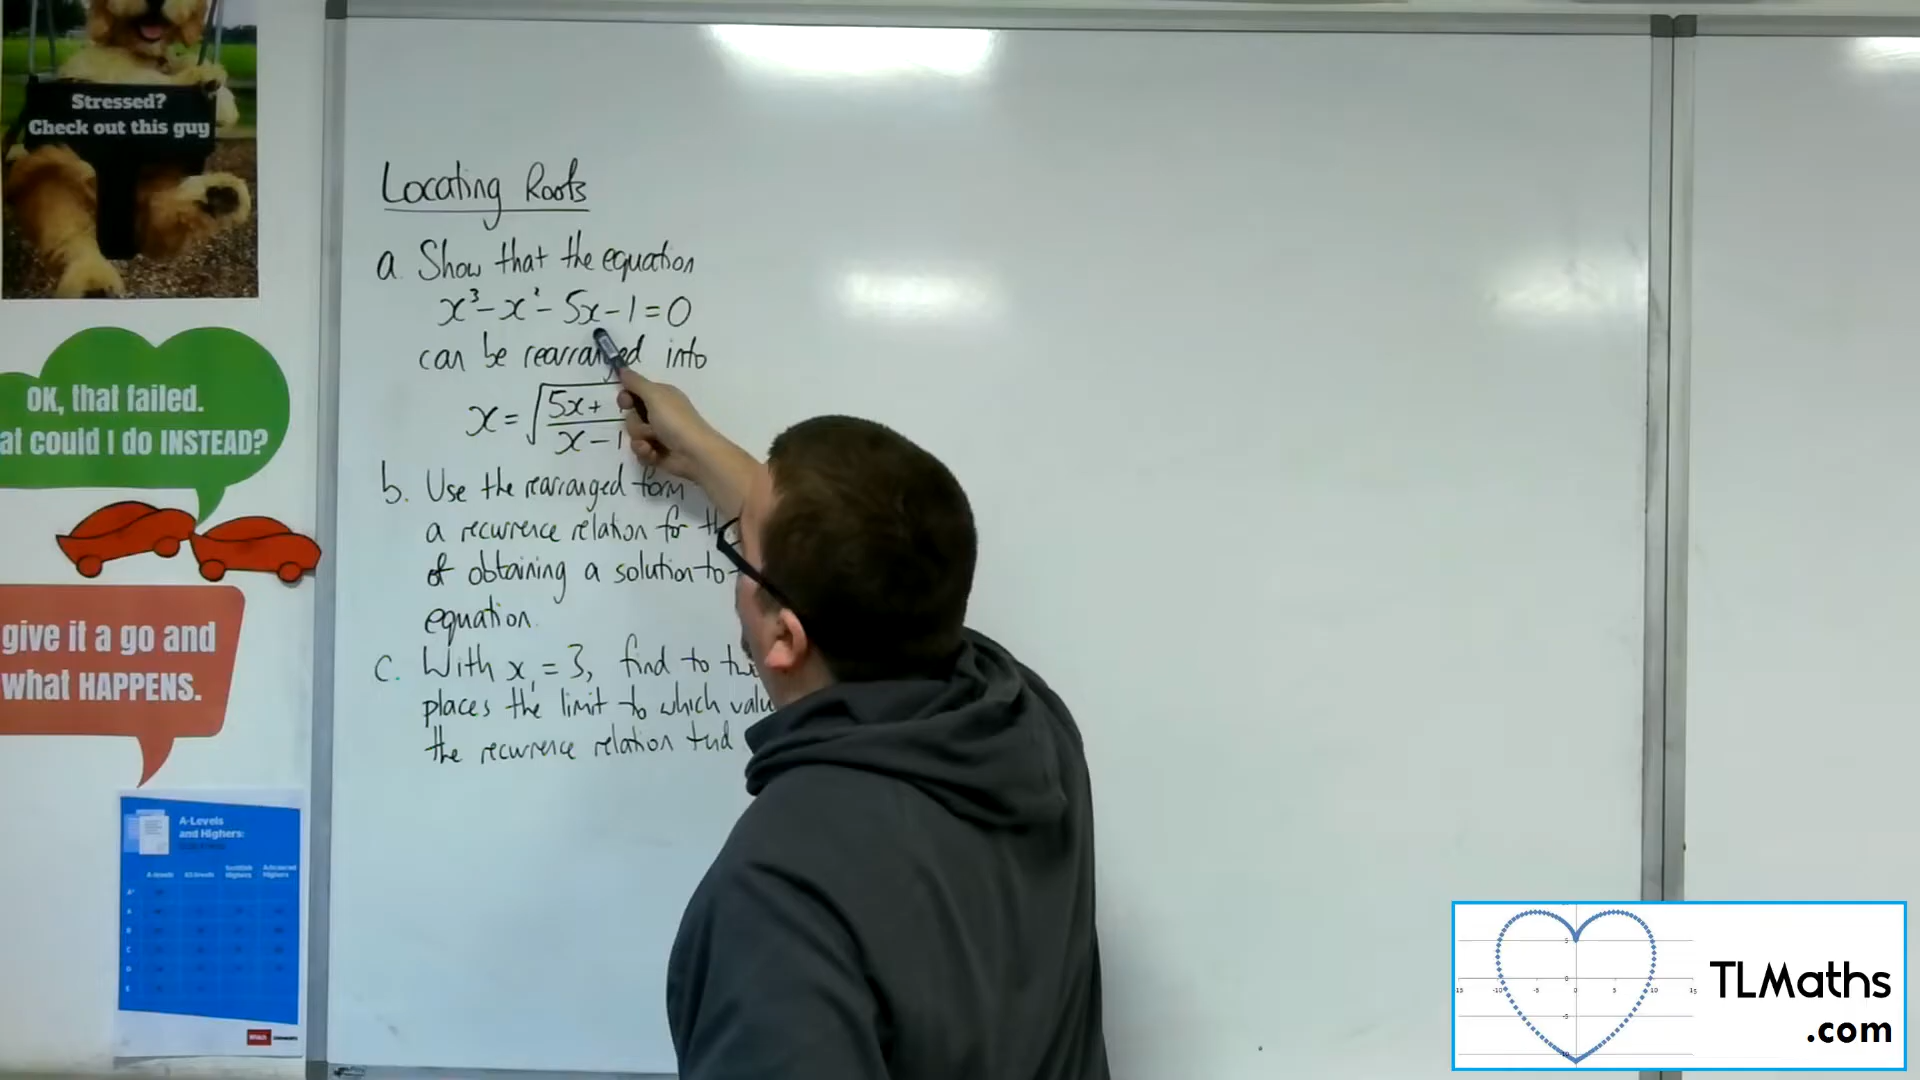 Stressed?
Check out this guy
OK, that failed.
at could I do INSTEAD?
give it a go and
what HAPPENS.
A-Levels
and Highers:
Locating Roots
a. Show that the equation
x³ - x² - 5x - 1 = 0
can be rearranged into
x = √((5x+
x - 1
b. Use the rearranged form
a recurrence relation for
of obtaining a solution to
equation.
c. With x₁ = 3, find to
places the limit to which
the recurrence relation tend
TLMaths
.com